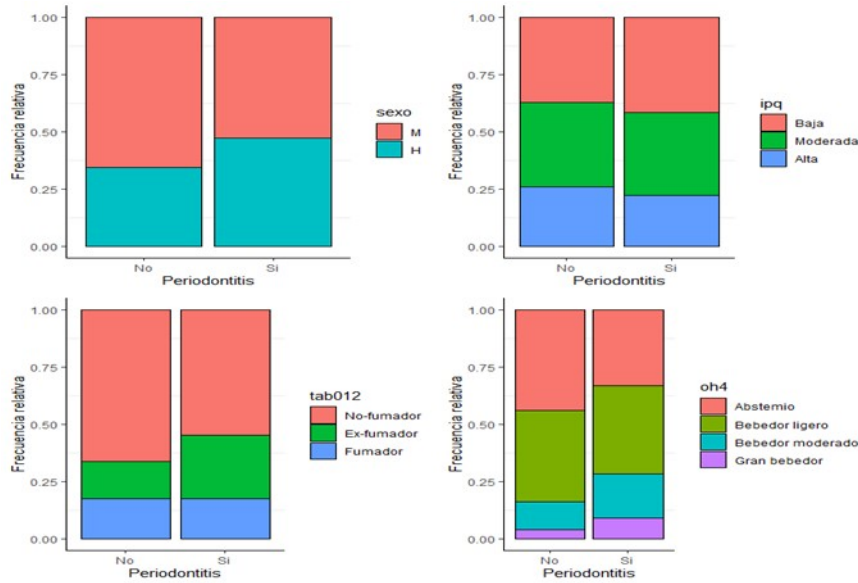 Frecuencia relativa
1.00
0.75
0.50
0.25
0.00
No
Si
Periodontitis
sexo
M
H
Frecuencia relativa
1.00
0.75
0.50
0.25
0.00
No
Si
Periodontitis
ipq
Baja
Moderada
Alta
Frecuencia relativa
1.00
0.75
0.50
0.25
0.00
No
Si
Periodontitis
tab012
No-fumador
Ex-fumador
Fumador
Frecuencia relativa
1.00
0.75
0.50
0.25
0.00
No
Si
Periodontitis
oh4
Abstemio
Bebedor ligero
Bebedor moderado
Gran bebedor